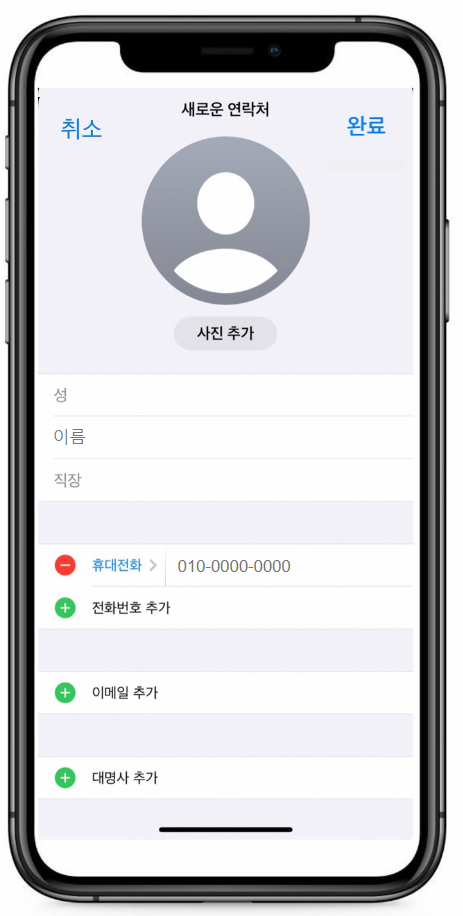 새로운 연락처
취소
완료
사진 추가
성
이름
직장
휴대전화 010-0000-0000
전화번호 추가
이메일 추가
대명사 추가